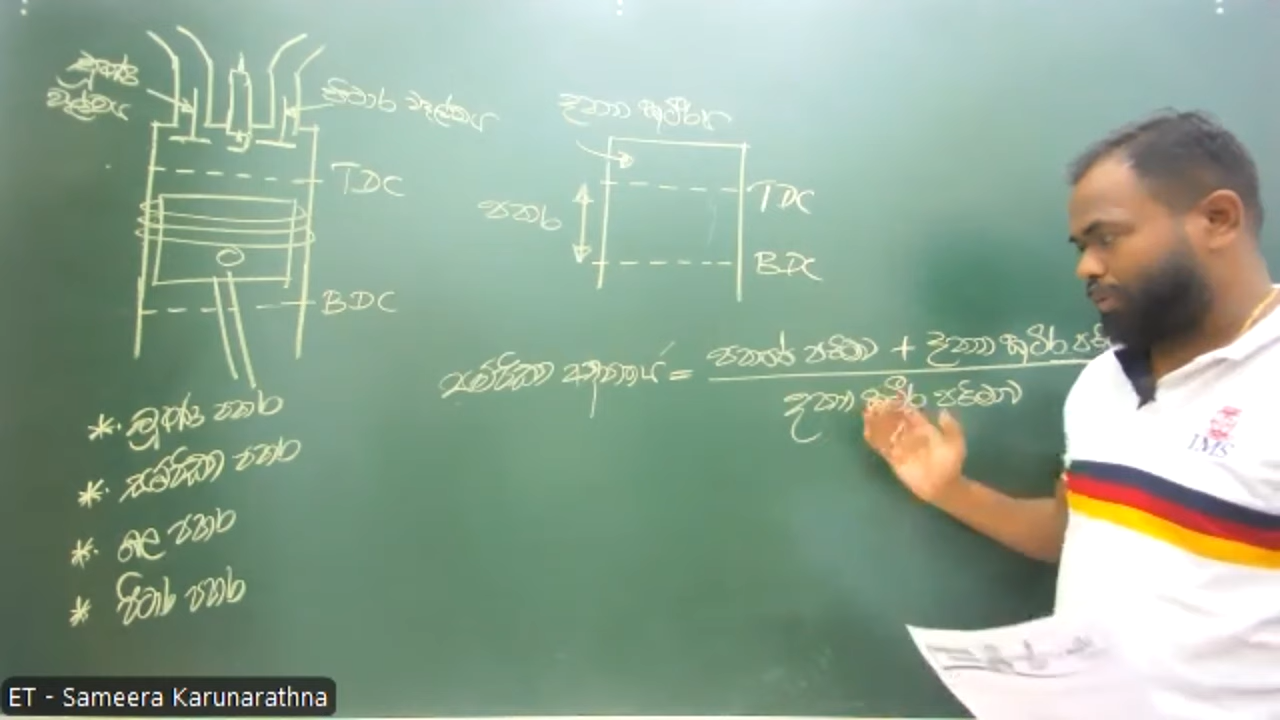 චූෂණ
වෑල්වය
පිටාර වෑල්වය
TDC
BDC
දහන කුටීරය
පහර
TDC
BDC
සම්පීඩන අනුපාතය = පහරේ පරිමාව + දහන කුටීර
දහන කුටීර පරිමාව
* චූෂණ පහර
* සම්පීඩන පහර
* බල පහර
* පිටාර පහර
IMS
ET - Sameera Karunarathna